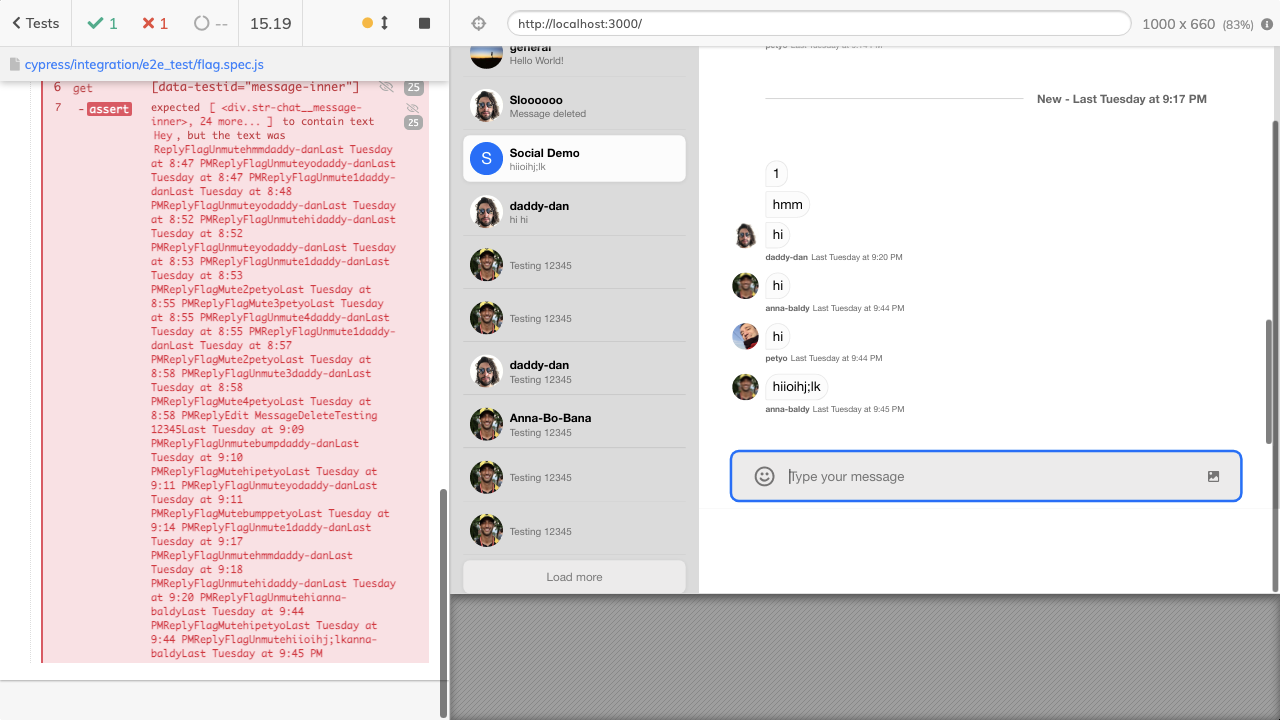 Tests
1
1
--
15.19
http://localhost:3000/
1000 x 660 (83%)
cypress/integration/e2e_test/flag.spec.js
6 get [data-testid="message-inner"] 25
7 -assert expected [ <div.str-chat__message-
inner>, 24 more... ] to contain text 25
Hey, but the text was
ReplyFlagUnmutehmmdaddy-danLast Tuesday
at 8:47 PMReplyFlagUnmuteyodaddy-danLast
Tuesday at 8:47 PMReplyFlagUnmute1daddy-
danLast Tuesday at 8:48
PMReplyFlagUnmuteyodaddy-danLast Tuesday
at 8:52 PMReplyFlagUnmutehidaddy-danLast
Tuesday at 8:52
PMReplyFlagUnmuteyodaddy-danLast Tuesday
at 8:53 PMReplyFlagUnmute1daddy-
danLast Tuesday at 8:53
PMReplyFlagMute2petyoLast Tuesday at
8:55 PMReplyFlagMute3petyoLast Tuesday
at 8:55 PMReplyFlagUnmute4daddy-danLast
Tuesday at 8:55 PMReplyFlagUnmute1daddy-
danLast Tuesday at 8:57
PMReplyFlagMute2petyoLast Tuesday at
8:58 PMReplyFlagUnmute3daddy-danLast
Tuesday at 8:58
PMReplyFlagMute4petyoLast Tuesday at
8:58 PMReplyEdit MessageDeleteTesting
12345Last Tuesday at 9:09
PMReplyFlagUnmutebumpdaddy-danLast
Tuesday at 9:10
PMReplyFlagMutehipetyoLast Tuesday at
9:11 PMReplyFlagUnmuteyodaddy-danLast
Tuesday at 9:11
PMReplyFlagMutebumppetyoLast Tuesday at
9:14 PMReplyFlagUnmute1daddy-danLast
Tuesday at 9:17
PMReplyFlagUnmutehmmdaddy-danLast
Tuesday at 9:18
PMReplyFlagUnmutehidaddy-danLast Tuesday
at 9:20 PMReplyFlagUnmutehianna-
baldyLast Tuesday at 9:44
PMReplyFlagMutehipetyoLast Tuesday at
9:44 PMReplyFlagUnmutehiioihj;lkanna-
baldyLast Tuesday at 9:45 PM
general
Hello World!
Sloooooo
Message deleted
S
Social Demo
hiioihj;lk
daddy-dan
hi hi
Testing 12345
Testing 12345
daddy-dan
Testing 12345
Anna-Bo-Bana
Testing 12345
Testing 12345
Testing 12345
Load more
New - Last Tuesday at 9:17 PM
1
hmm
hi
daddy-dan Last Tuesday at 9:20 PM
hi
anna-baldy Last Tuesday at 9:44 PM
hi
petyo Last Tuesday at 9:44 PM
hiioihj;lk
anna-baldy Last Tuesday at 9:45 PM
Type your message